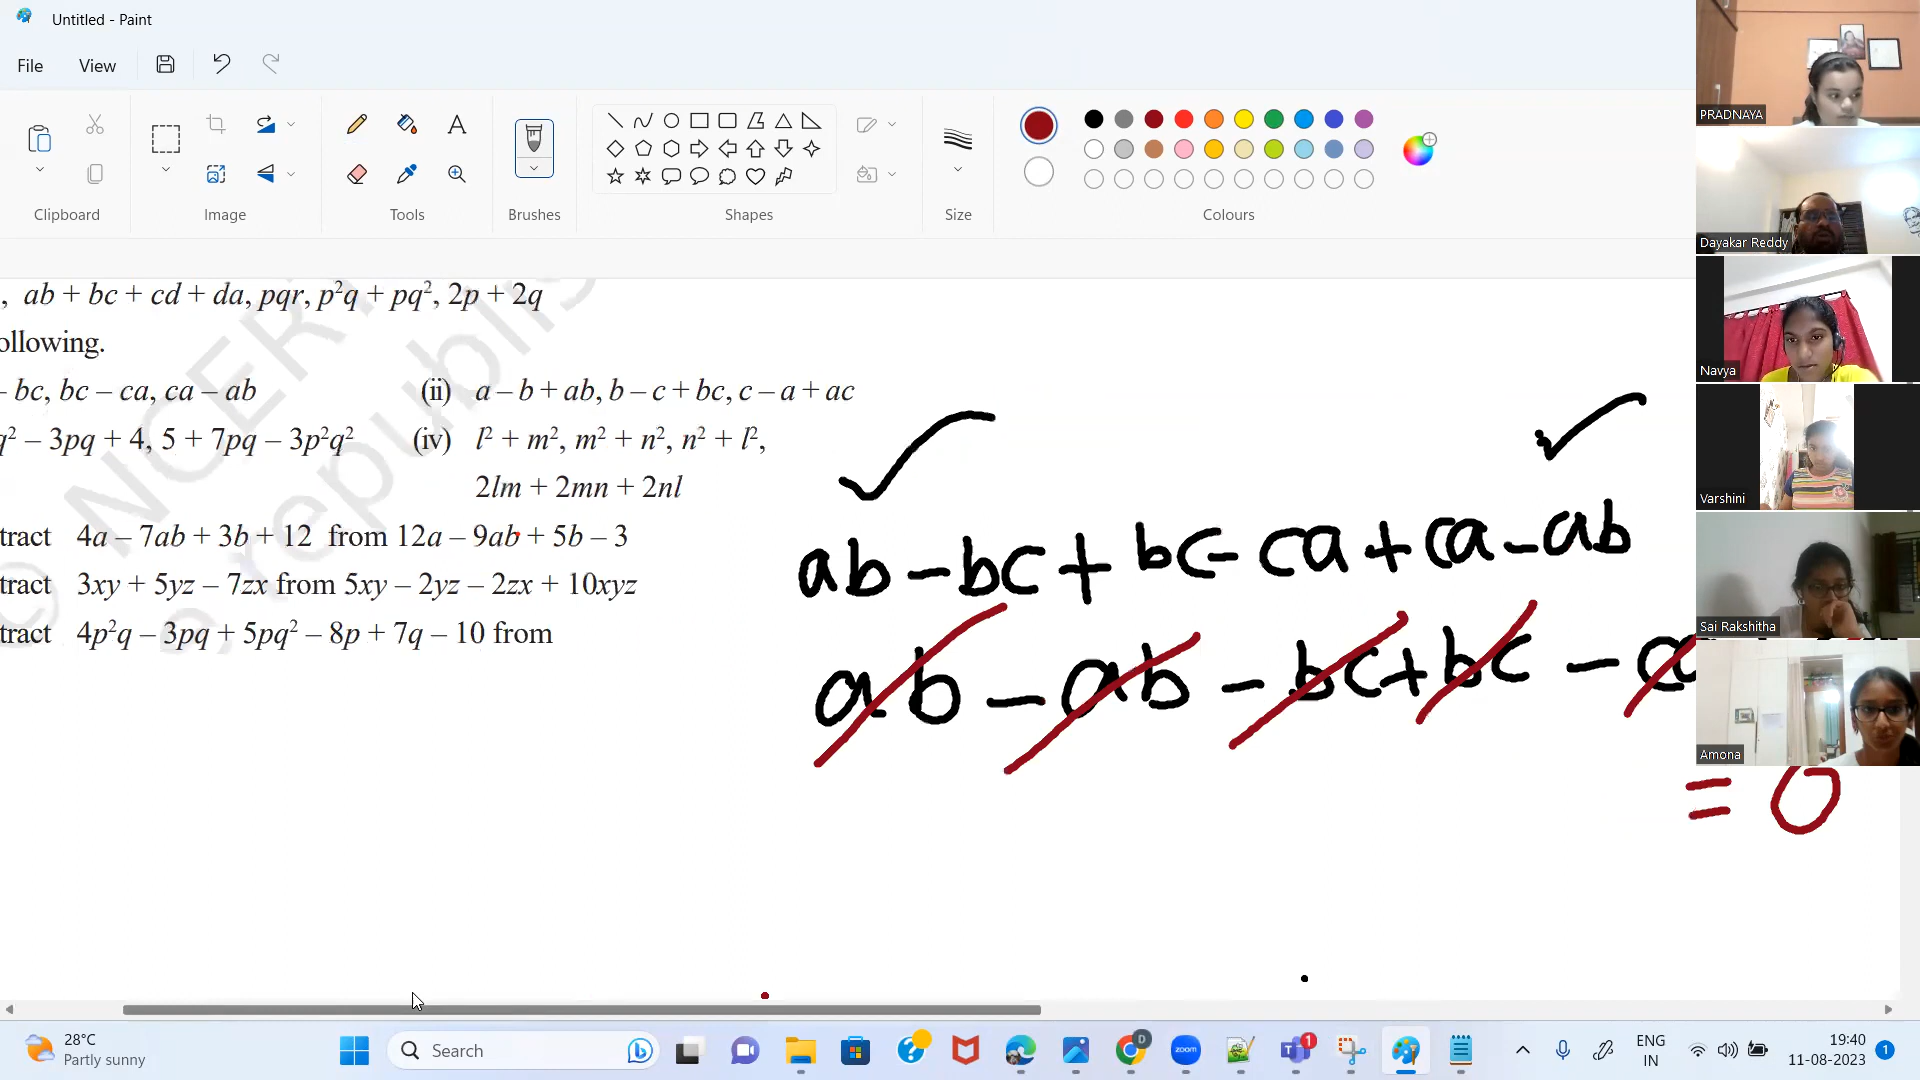 Untitled - Paint
File View
Clipboard Image Tools Brushes Shapes Size Colours
, ab + bc + cd + da, pqr, p²q + pq², 2p + 2q
ollowing.
– bc, bc – ca, ca – ab (ii) a – b + ab, b – c + bc, c – a + ac
q² – 3pq + 4, 5 + 7pq – 3p²q² (iv) l² + m², m² + n², n² + l²,
2lm + 2mn + 2nl
tract 4a – 7ab + 3b + 12 from 12a – 9ab + 5b – 3
tract 3xy + 5yz – 7zx from 5xy – 2yz – 2zx + 10xyz
tract 4p²q – 3pq + 5pq² – 8p + 7q – 10 from
© NCERT
republis
ab – bc + bc – ca + ca – ab
ab – ab – bc + bc –
= 0
PRADNAYA
Dayakar Reddy
Navya
Varshini
Sai Rakshitha
Amona
28°C
Partly sunny
Search
zoom
D
1
ENG
IN
19:40
11-08-2023
1